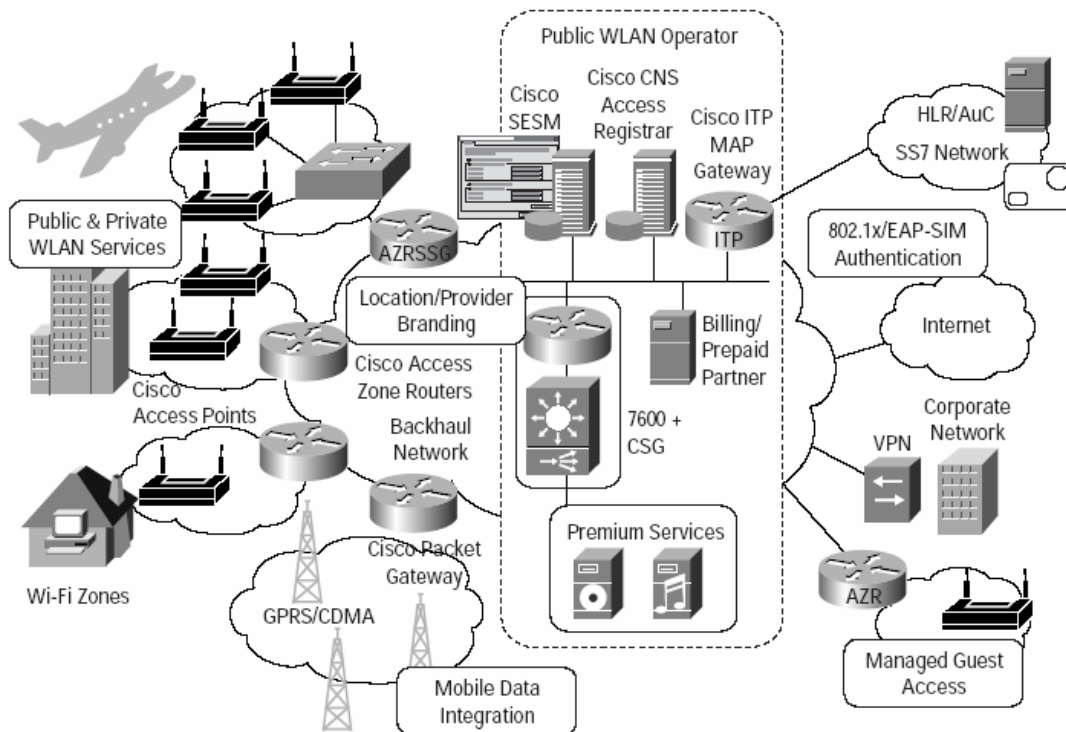 Public WLAN Operator
Cisco
SESM
Cisco CNS
Access
Registrar
Cisco ITP
MAP
Gateway
HLR/AuC
SS7 Network
Public & Private
WLAN Services
AZRSSG
ITP
802.1x/EAP-SIM
Authentication
Location/Provider
Branding
Billing/
Prepaid
Partner
Internet
Cisco
Access Points
Cisco Access
Zone Routers
Backhaul
Network
7600 +
CSG
Corporate
Network
VPN
Wi-Fi Zones
Cisco Packet
Gateway
GPRS/CDMA
Premium Services
AZR
Mobile Data
Integration
Managed Guest
Access